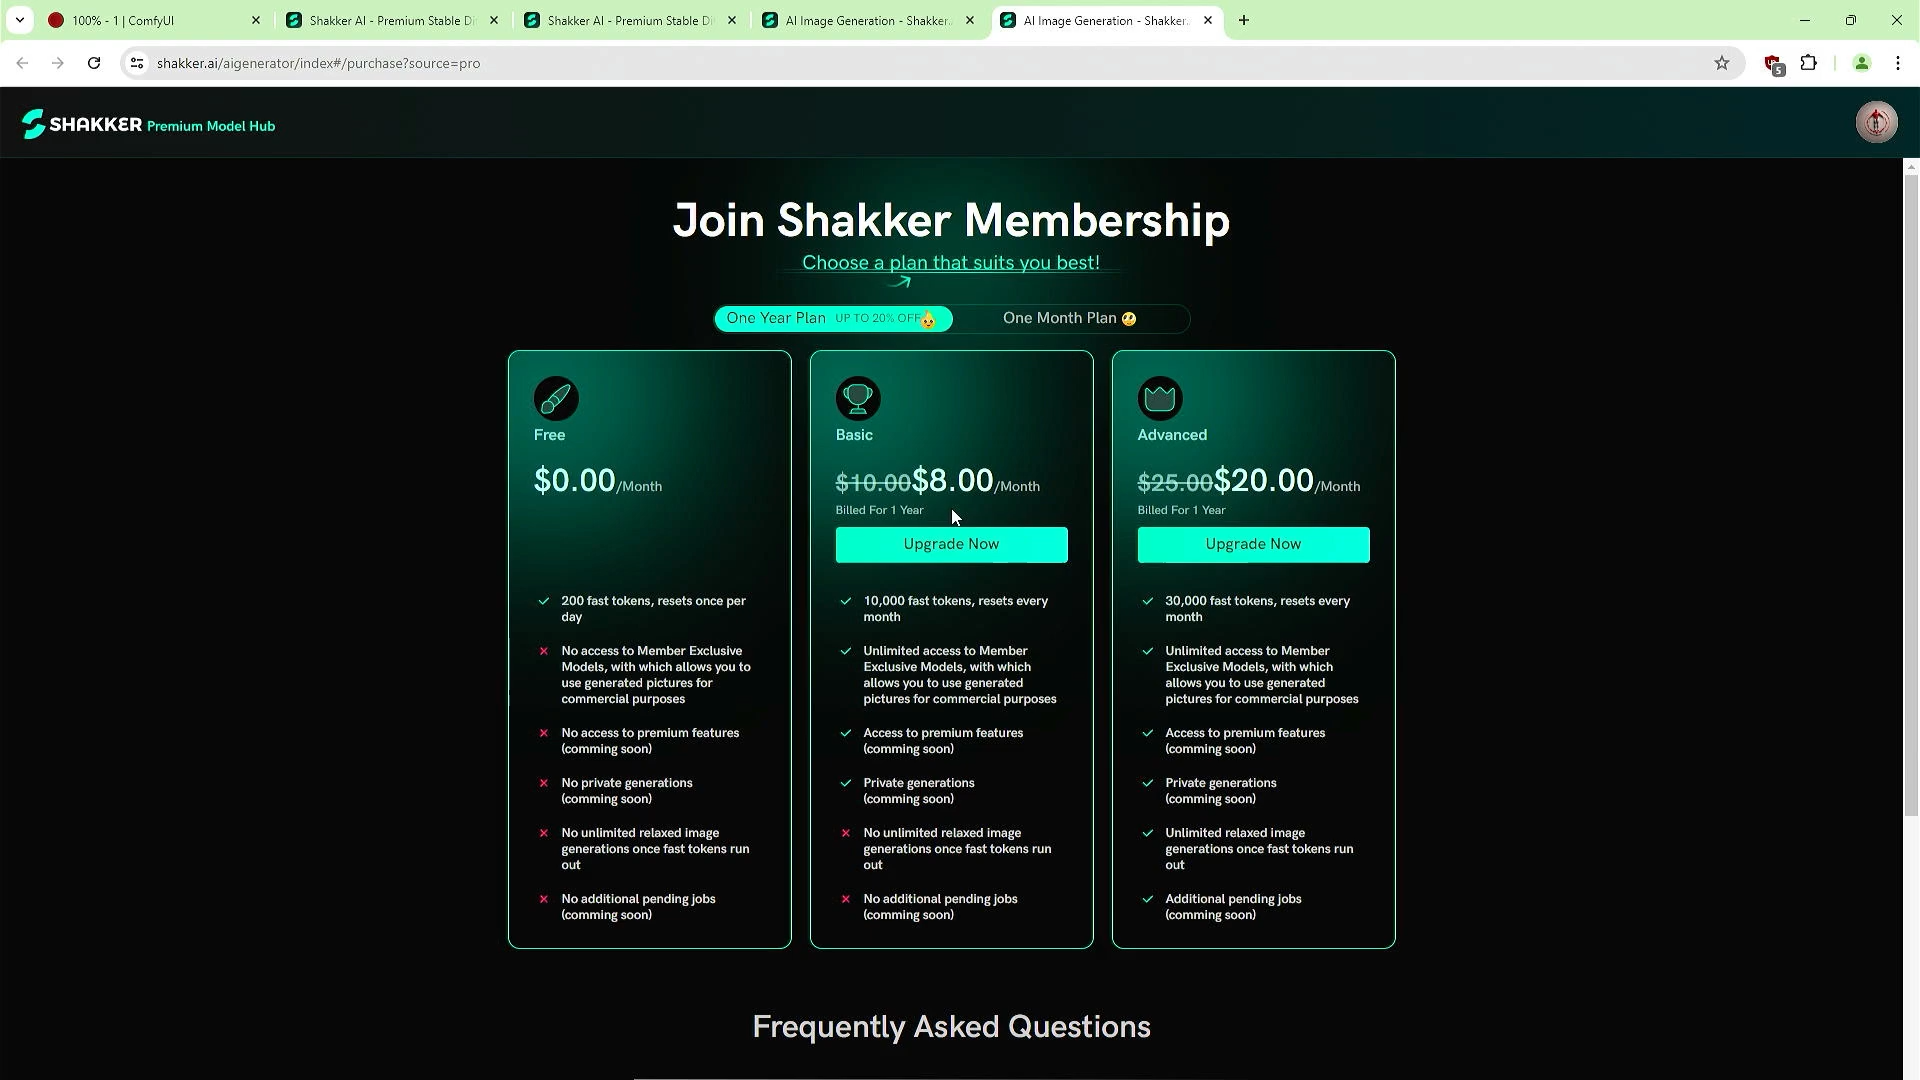 100% - 1 | ComfyUI
Shakker AI - Premium Stable Di
Shakker AI - Premium Stable Di
AI Image Generation - Shakker.
AI Image Generation - Shakker.
shakker.ai/aigenerator/index#/purchase?source=pro
5
SHAKKER Premium Model Hub
Join Shakker Membership
Choose a plan that suits you best!
One Year Plan UP TO 20% OFF
One Month Plan
Free
$0.00/Month
200 fast tokens, resets once per
day
No access to Member Exclusive
Models, with which allows you to
use generated pictures for
commercial purposes
No access to premium features
(comming soon)
No private generations
(comming soon)
No unlimited relaxed image
generations once fast tokens run
out
No additional pending jobs
(comming soon)
Basic
$10.00$8.00/Month
Billed For 1 Year
Upgrade Now
10,000 fast tokens, resets every
month
Unlimited access to Member
Exclusive Models, with which
allows you to use generated
pictures for commercial purposes
Access to premium features
(comming soon)
Private generations
(comming soon)
No unlimited relaxed image
generations once fast tokens run
out
No additional pending jobs
(comming soon)
Advanced
$25.00$20.00/Month
Billed For 1 Year
Upgrade Now
30,000 fast tokens, resets every
month
Unlimited access to Member
Exclusive Models, with which
allows you to use generated
pictures for commercial purposes
Access to premium features
(comming soon)
Private generations
(comming soon)
Unlimited relaxed image
generations once fast tokens run
out
Additional pending jobs
(comming soon)
Frequently Asked Questions